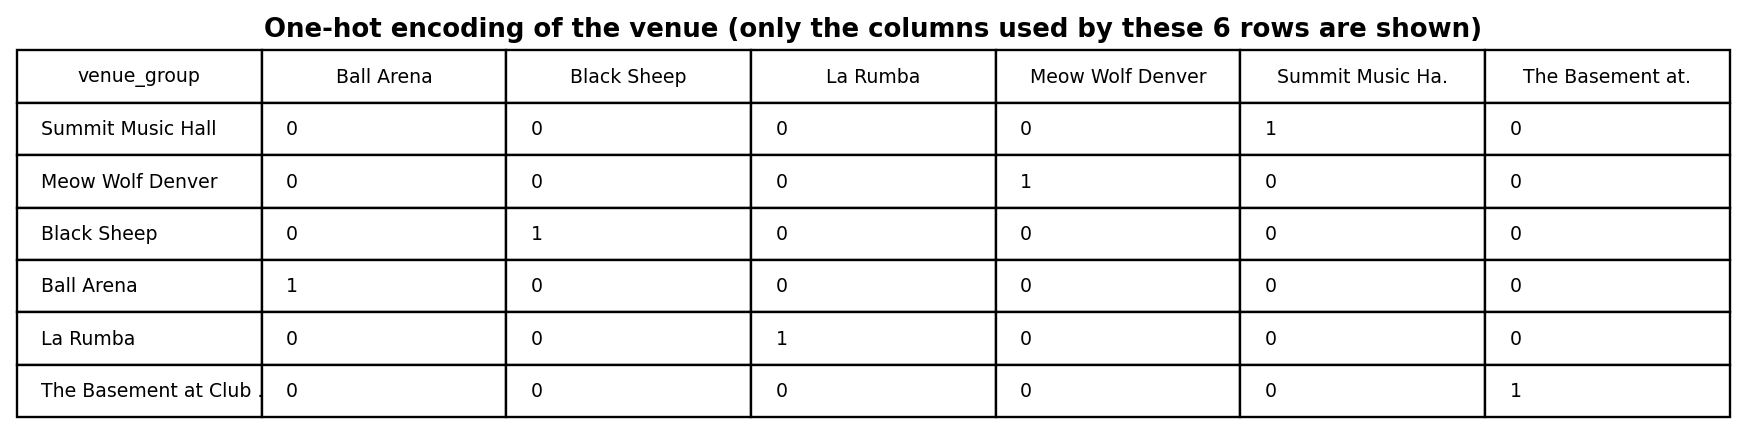 One-hot encoding of the venue (only the columns used by these 6 rows are shown)
venue_group Ball Arena Black Sheep La Rumba Meow Wolf Denver Summit Music Ha. The Basement at.
Summit Music Hall 0 0 0 0 1 0
Meow Wolf Denver 0 0 0 1 0 0
Black Sheep 0 1 0 0 0 0
Ball Arena 1 0 0 0 0 0
La Rumba 0 0 1 0 0 0
The Basement at Club . 0 0 0 0 0 1